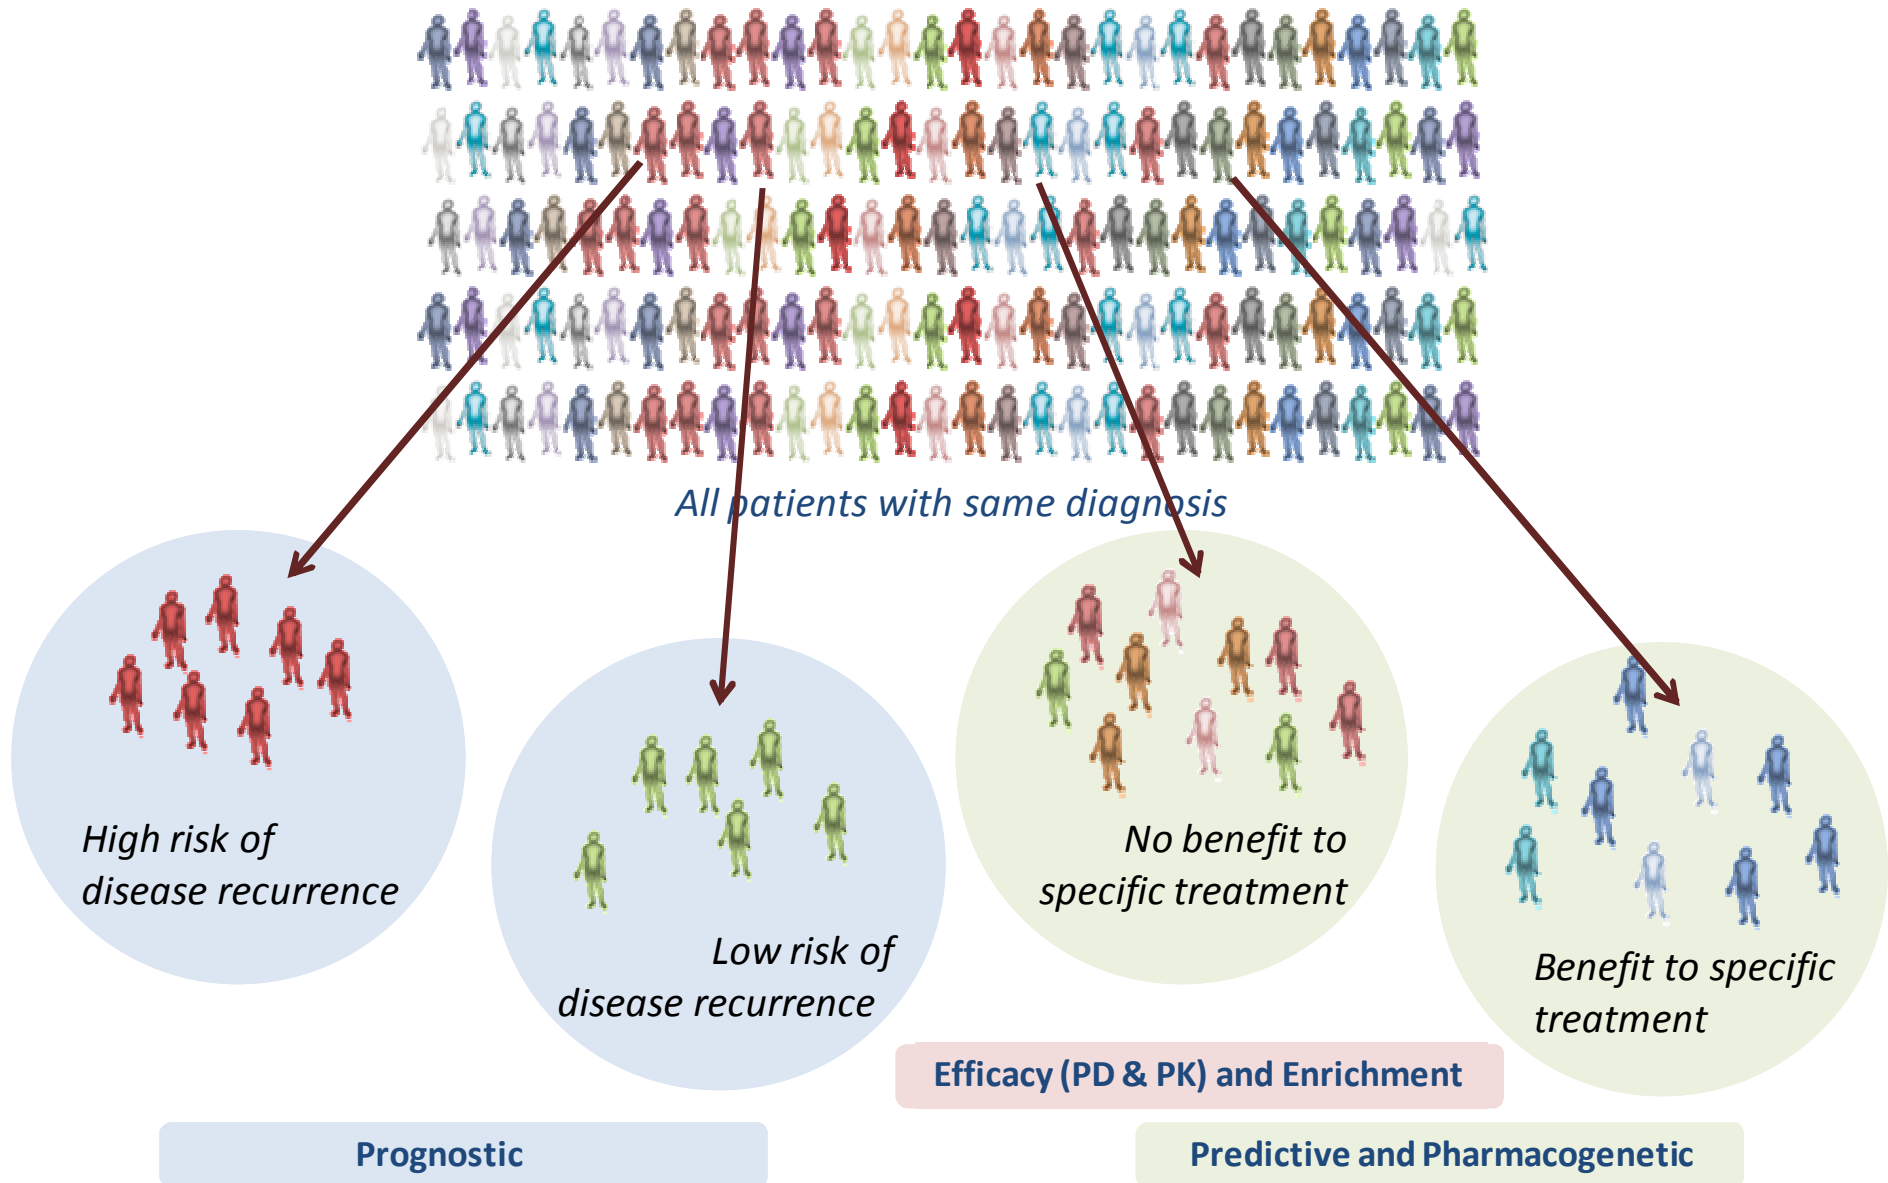 All patients with same diagnosis
High risk of
disease recurrence
Low risk of
disease recurrence
No benefit to
specific treatment
Benefit to specific
treatment
Efficacy (PD & PK) and Enrichment
Prognostic
Predictive and Pharmacogenetic